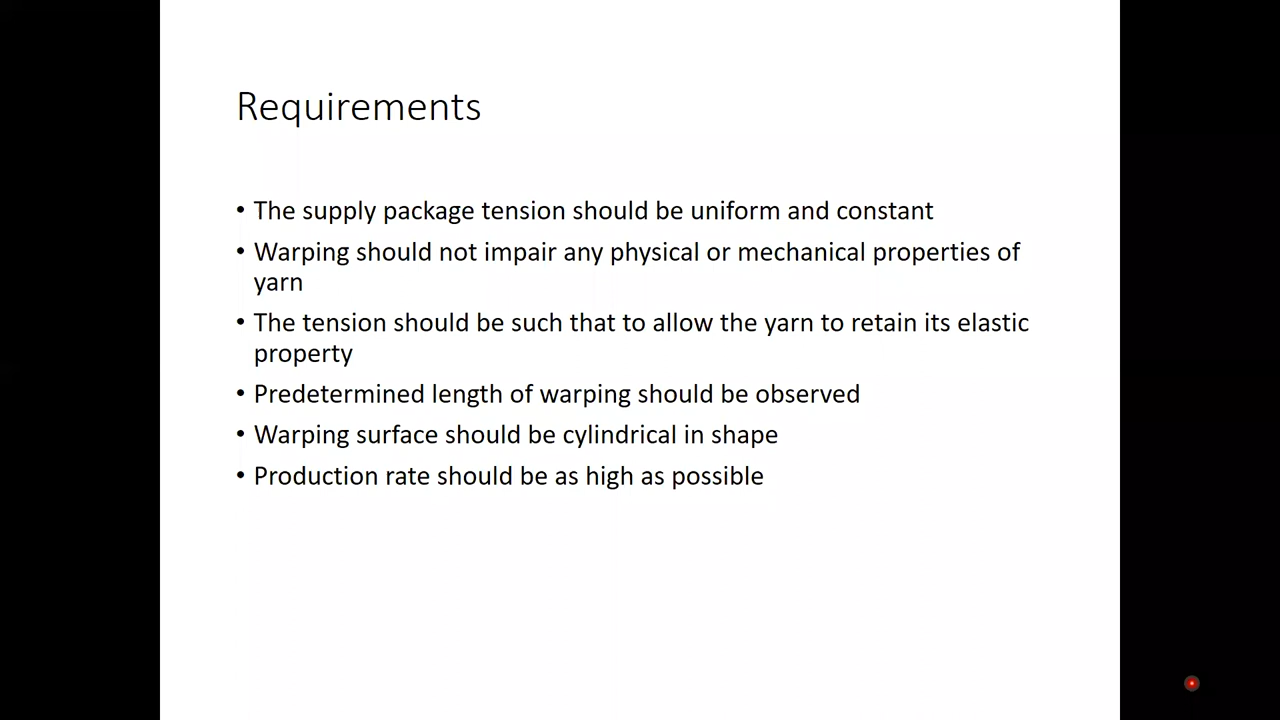 Requirements
• The supply package tension should be uniform and constant
• Warping should not impair any physical or mechanical properties of
yarn
• The tension should be such that to allow the yarn to retain its elastic
property
• Predetermined length of warping should be observed
• Warping surface should be cylindrical in shape
• Production rate should be as high as possible